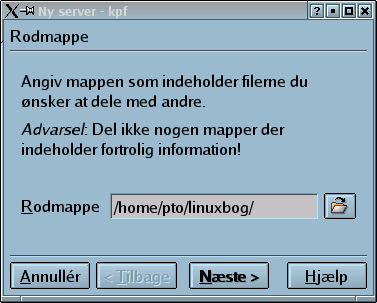 Ny server - kpf
Rodmappe
Angiv mappen som indeholder filerne du
ønsker at dele med andre.
Advarsel: Del ikke nogen mapper der
indeholder fortrolig information!
Rodmappe /home/pto/linuxbog/
Annullér < Tilbage Næste > Hjælp